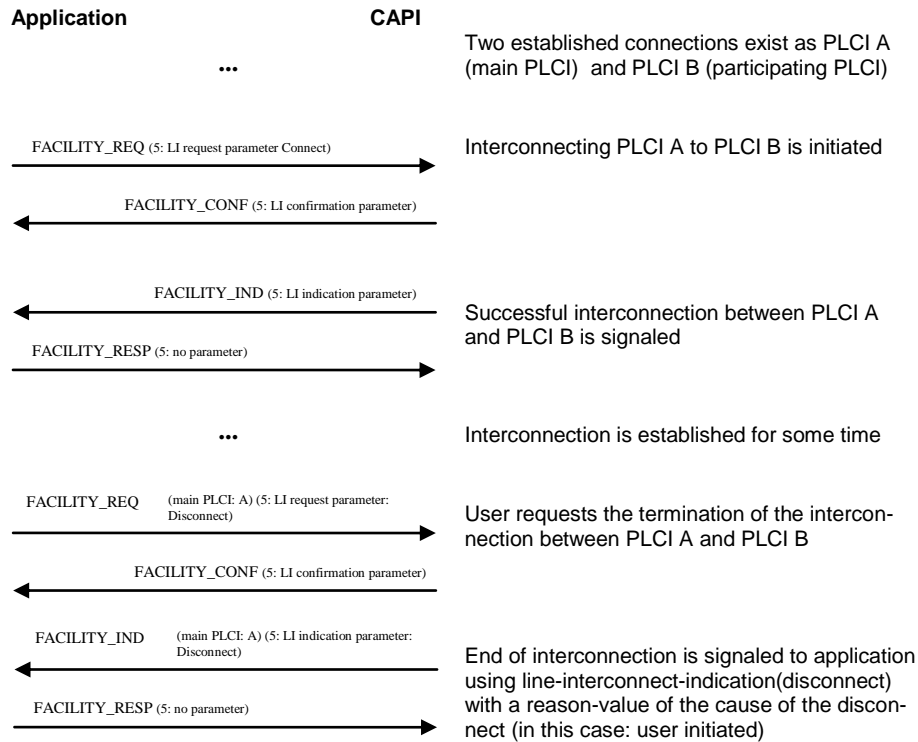 Application CAPI
Two established connections exist as PLCI A
(main PLCI) and PLCI B (participating PLCI)
...
FACILITY_REQ (5: LI request parameter Connect)
Interconnecting PLCI A to PLCI B is initiated
FACILITY_CONF (5: LI confirmation parameter)
FACILITY_IND (5: LI indication parameter)
Successful interconnection between PLCI A
and PLCI B is signaled
FACILITY_RESP (5: no parameter)
...
Interconnection is established for some time
FACILITY_REQ (main PLCI: A) (5: LI request parameter:
Disconnect)
User requests the termination of the intercon-
nection between PLCI A and PLCI B
FACILITY_CONF (5: LI confirmation parameter)
FACILITY_IND (main PLCI: A) (5: LI indication parameter:
Disconnect)
End of interconnection is signaled to application
using line-interconnect-indication(disconnect)
with a reason-value of the cause of the discon-
nect (in this case: user initiated)
FACILITY_RESP (5: no parameter)